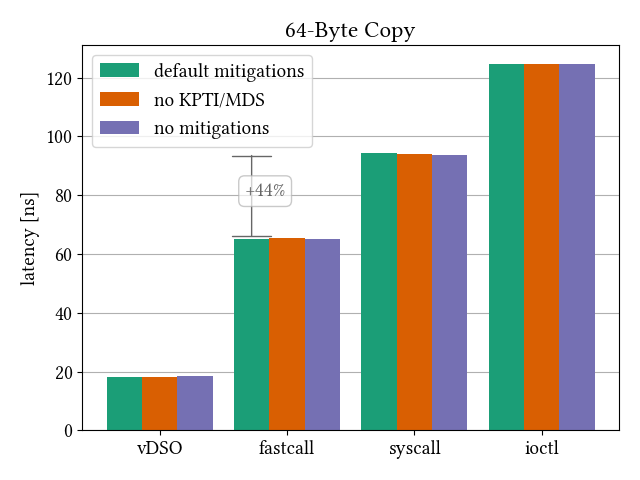 64-Byte Copy
default mitigations
no KPTI/MDS
no mitigations
+44%
latency [ns]
120
100
80
60
40
20
0
vDSO
fastcall
syscall
ioctl